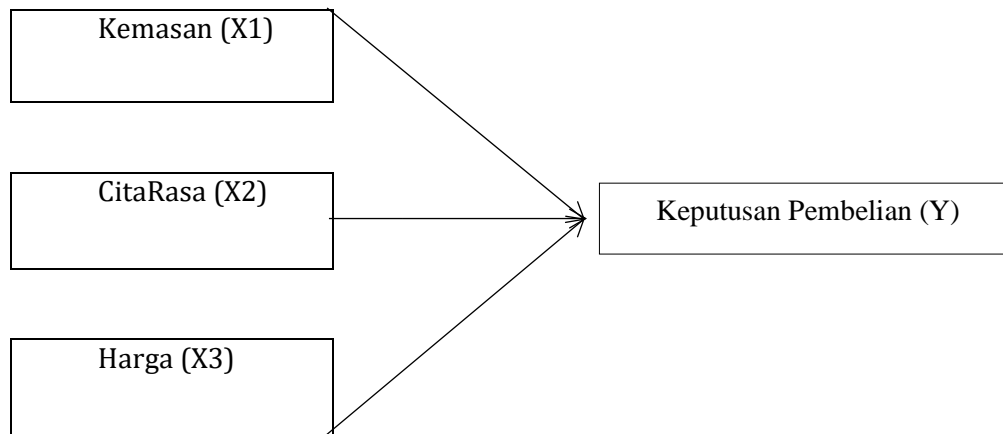 Kemasan (X1)
CitaRasa (X2)
Keputusan Pembelian (Y)
Harga (X3)